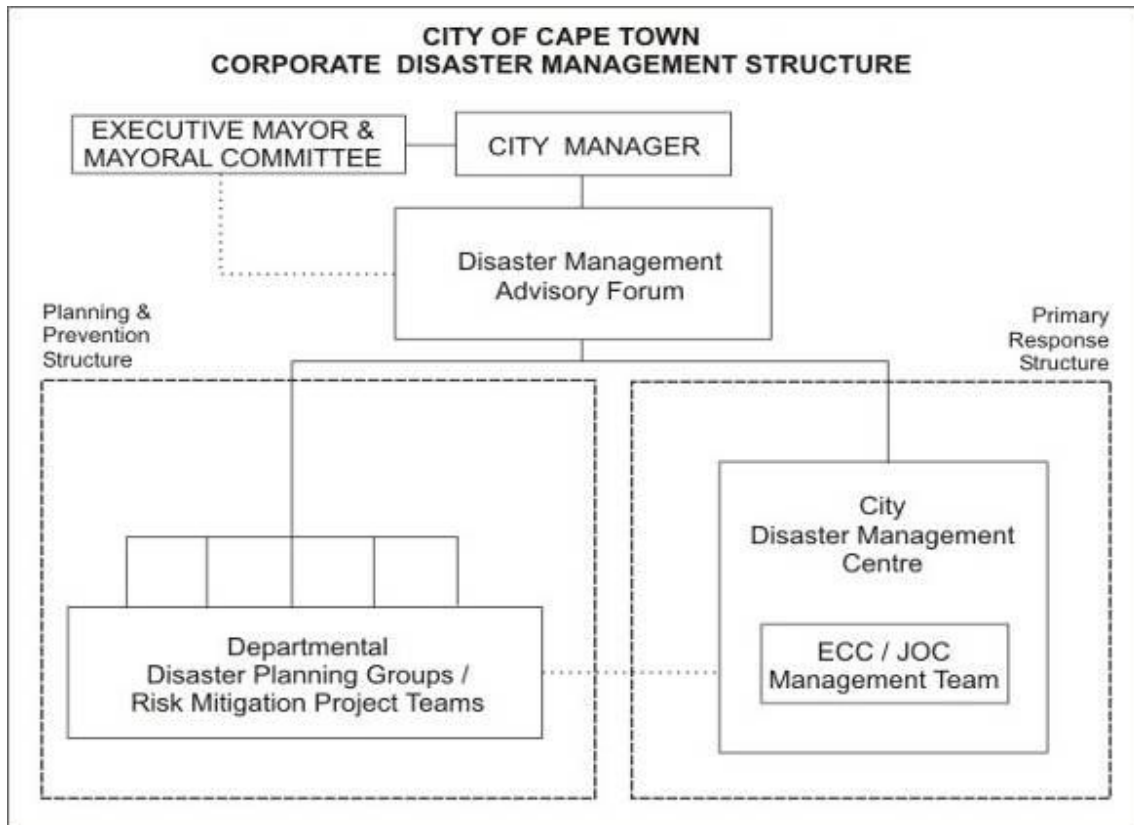 CITY OF CAPE TOWN
CORPORATE DISASTER MANAGEMENT STRUCTURE
EXECUTIVE MAYOR &
MAYORAL COMMITTEE
CITY MANAGER
Disaster Management
Advisory Forum
Planning &
Prevention
Structure
Primary
Response
Structure
Departmental
Disaster Planning Groups /
Risk Mitigation Project Teams
City
Disaster Management
Centre
ECC / JOC
Management Team